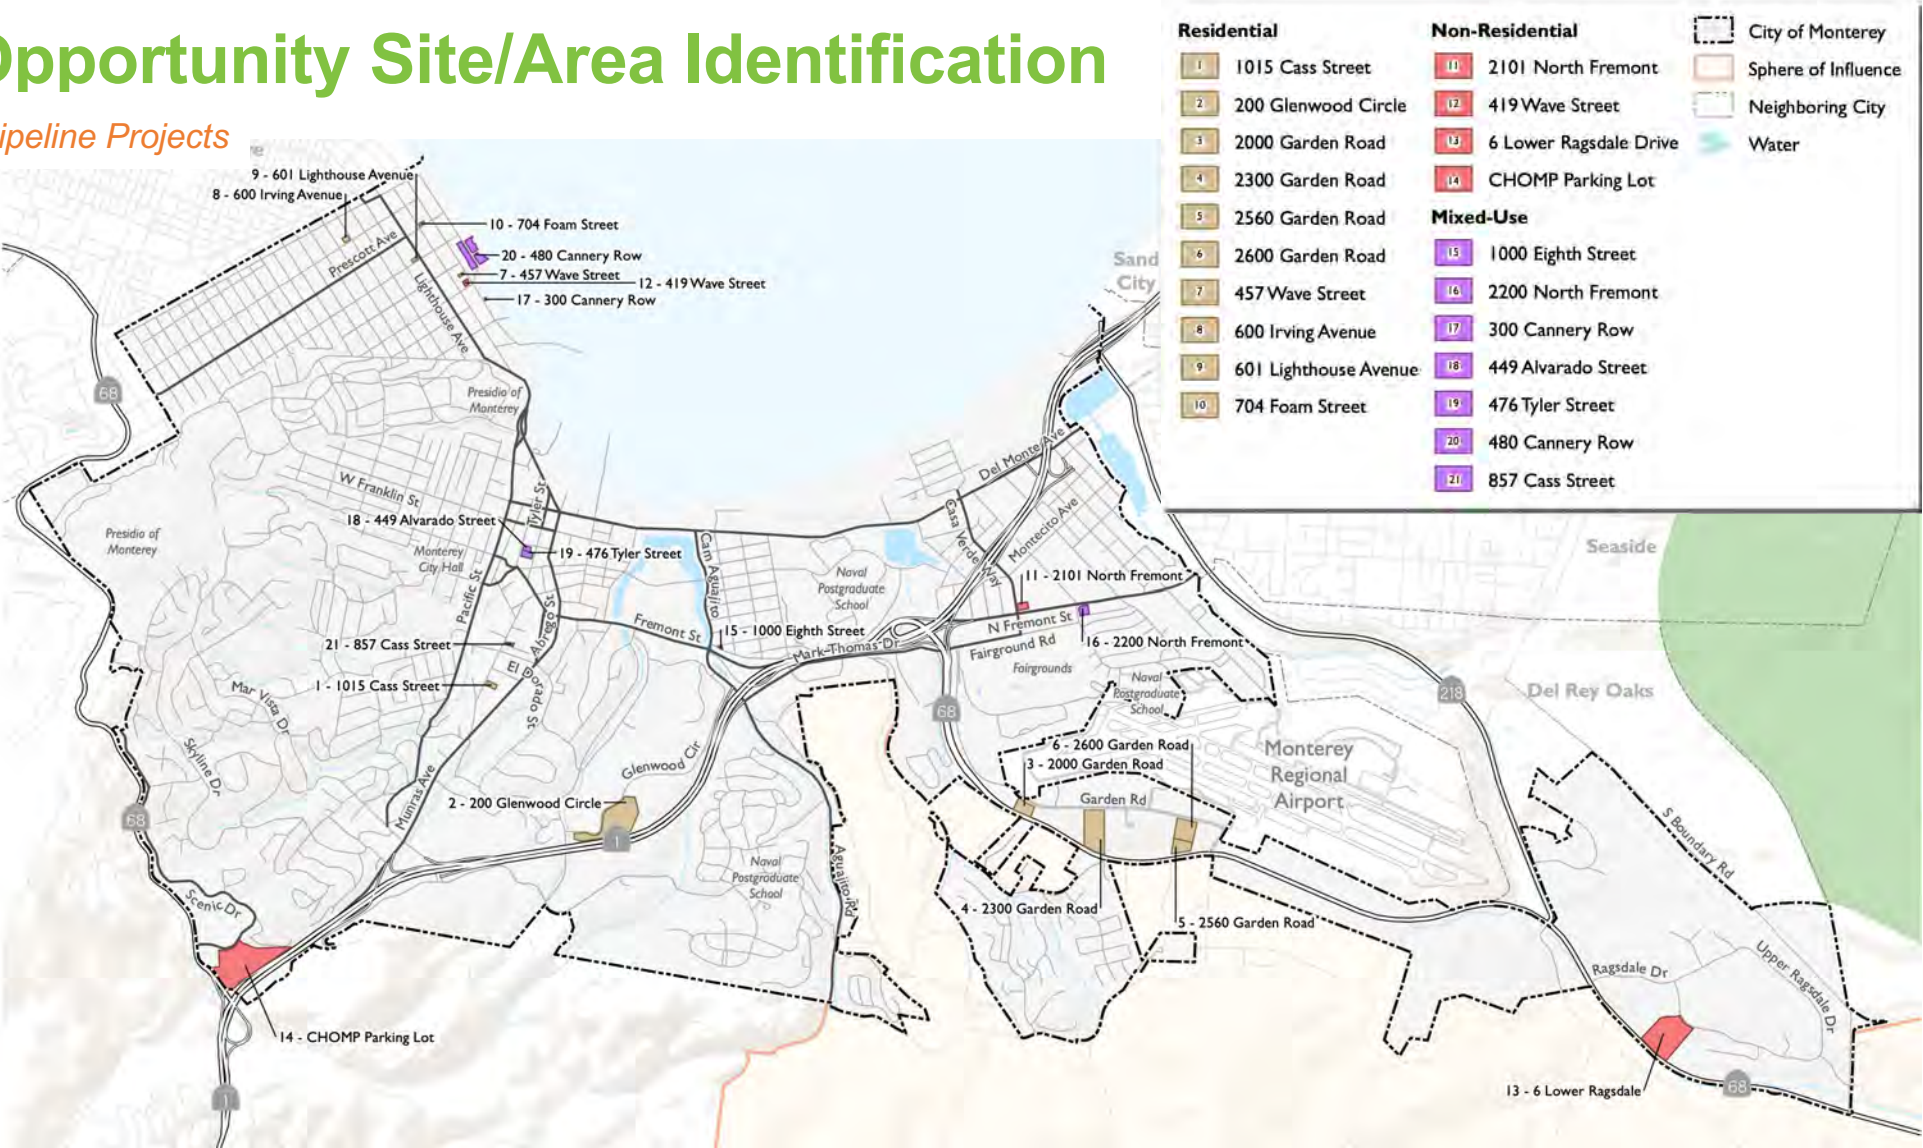 Opportunity Site/Area Identification
ipeline Projects
Residential
1 1015 Cass Street
2 200 Glenwood Circle
3 2000 Garden Road
4 2300 Garden Road
5 2560 Garden Road
6 2600 Garden Road
7 457 Wave Street
8 600 Irving Avenue
9 601 Lighthouse Avenue
10 704 Foam Street
Non-Residential
11 2101 North Fremont
12 419 Wave Street
13 6 Lower Ragsdale Drive
14 CHOMP Parking Lot
Mixed-Use
15 1000 Eighth Street
16 2200 North Fremont
17 300 Cannery Row
18 449 Alvarado Street
19 476 Tyler Street
20 480 Cannery Row
21 857 Cass Street
City of Monterey
Sphere of Influence
Neighboring City
Water
9 - 601 Lighthouse Avenue
8 - 600 Irving Avenue
10 - 704 Foam Street
Prescott Ave
20 - 480 Cannery Row
7 - 457 Wave Street
12 - 419 Wave Street
17 - 300 Cannery Row
Lighthouse Ave
Sand
City
68
Presidio of
Monterey
Del Monte Ave
W Franklin St
Tyler St
18 - 449 Alvarado Street
Casa Verde Way
Montecito Ave
Presidio of
Monterey
Monterey
City Hall
19 - 476 Tyler Street
Cam Aguajito
Seaside
Naval
Postgraduate
School
11 - 2101 North Fremont
Pacific St
Abrego St
Fremont St
15 - 1000 Eighth Street
N Fremont St
21 - 857 Cass Street
Mark Thomas Dr
Fairground Rd
16 - 2200 North Fremont
Fairgrounds
El Dorado St
1 - 1015 Cass Street
Mar Vista Dr
Naval
Postgraduate
School
218
Del Rey Oaks
68
Skyline Dr
Glenwood Cir
6 - 2600 Garden Road
3 - 2000 Garden Road
Monterey
Regional
Airport
Garden Rd
2 - 200 Glenwood Circle
Munras Ave
68
1
S Boundary Rd
Naval
Postgraduate
School
Aguajito Rd
Scenic Dr
4 - 2300 Garden Road
5 - 2560 Garden Road
Ragsdale Dr
Upper Ragsdale Dr
14 - CHOMP Parking Lot
13 - 6 Lower Ragsdale
68
1